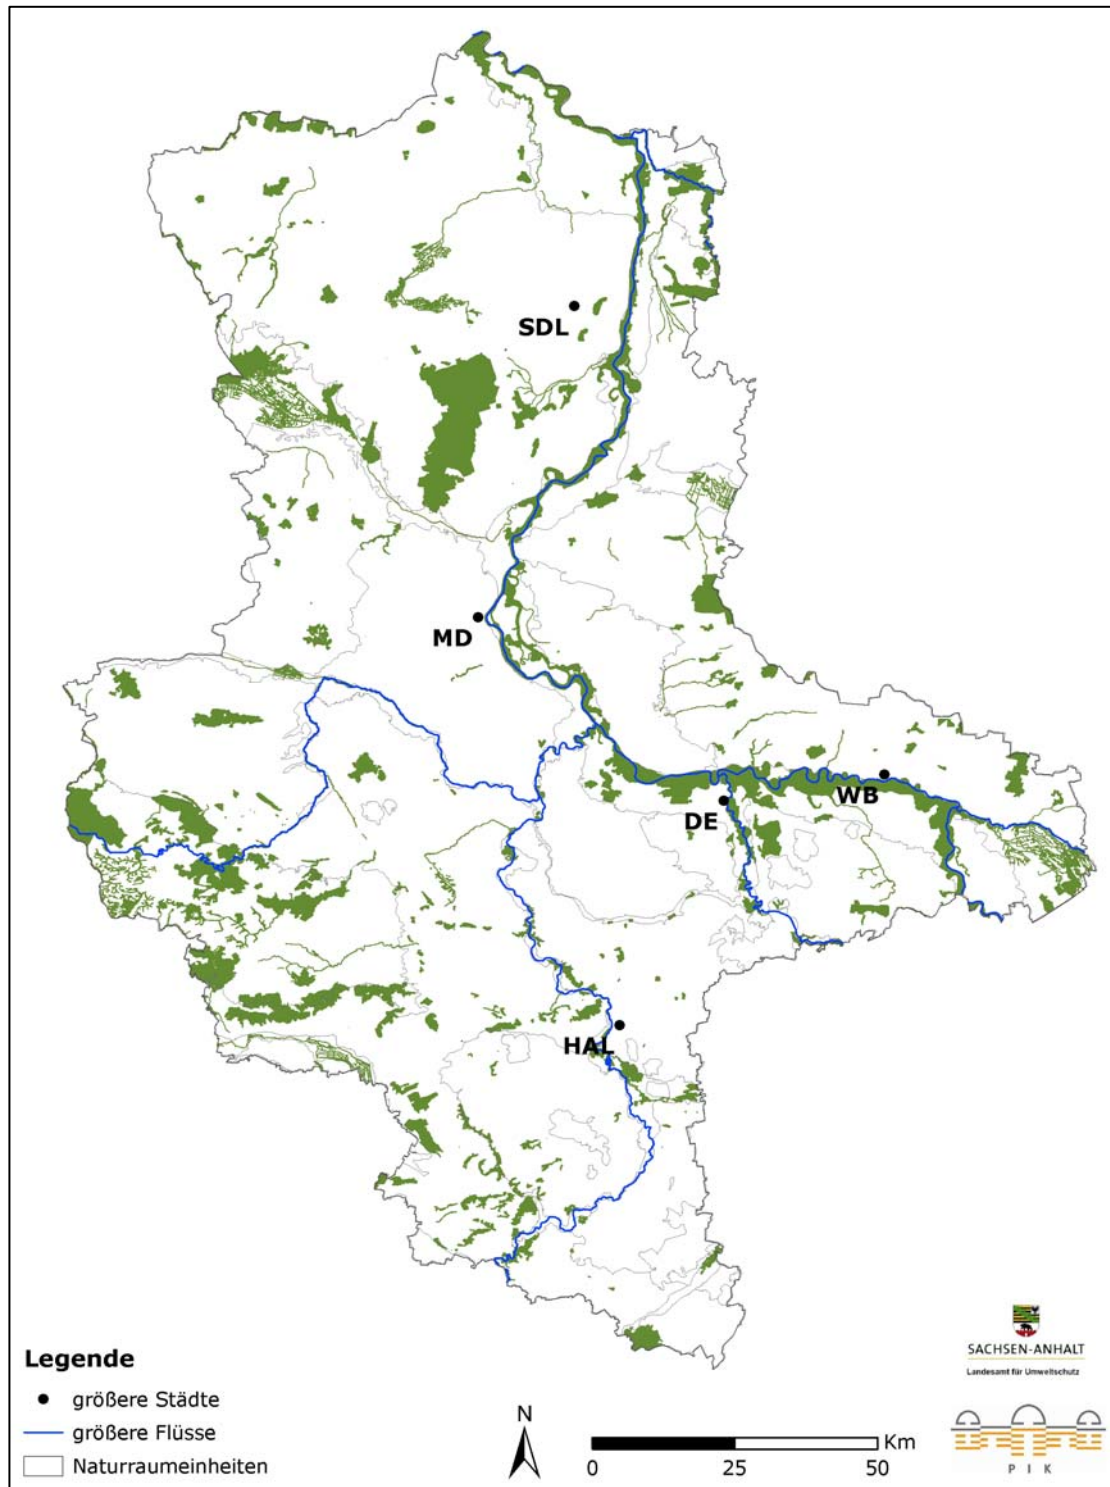 SDL
MD
WB
DE
HAL
Legende
größere Städte
größere Flüsse
Naturraumeinheiten
N
Km
0 25 50
SACHSEN-ANHALT
Landesamt für Umweltschutz
P I K